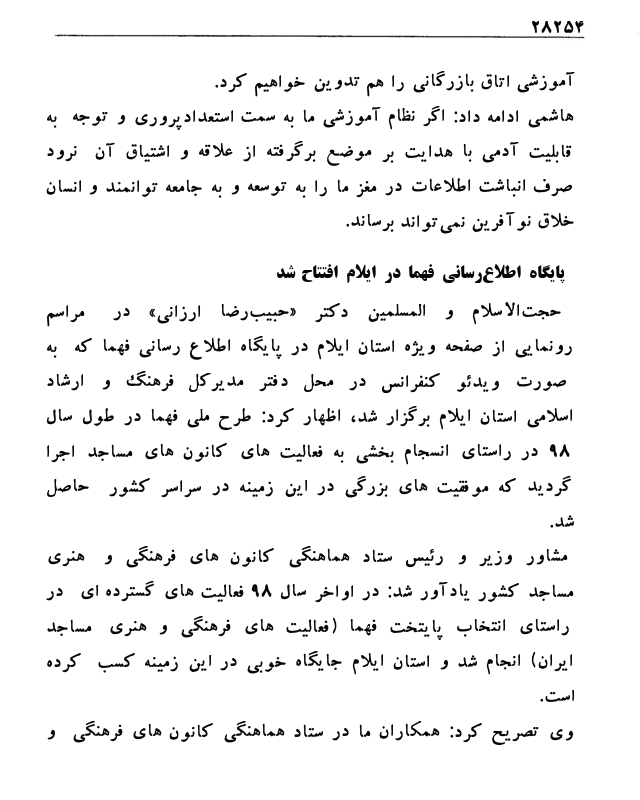 ۲۸۲۵۴
آموزشی اتاق بازرگانی را هم تدوین خواهیم کرد.
هاشمی ادامه داد: اگر نظام آموزشی ما به سمت استعدادپروری و توجه به
قابلیت آدمی با هدایت بر موضع برگرفته از علاقه و اشتیاق آن نرود
صرف انباشت اطلاعات در مغز ما را به توسعه و به جامعه توانمند و انسان
خلاق نوآفرین نمی‌تواند برساند.
پایگاه اطلاع‌رسانی فهما در ایلام افتتاح شد
حجت‌الاسلام و المسلمین دکتر «حبیب‌رضا ارزانی» در مراسم
رونمایی از صفحه ویژه استان ایلام در پایگاه اطلاع رسانی فهما که به
صورت ویدئو کنفرانس در محل دفتر مدیرکل فرهنگ و ارشاد
اسلامی استان ایلام برگزار شد، اظهار کرد: طرح ملی فهما در طول سال
۹۸ در راستای انسجام بخشی به فعالیت های کانون های مساجد اجرا
گردید که موفقیت های بزرگی در این زمینه در سراسر کشور حاصل
شد.
مشاور وزیر و رئیس ستاد هماهنگی کانون های فرهنگی و هنری
مساجد کشور یادآور شد: در اواخر سال ۹۸ فعالیت های گسترده ای در
راستای انتخاب پایتخت فهما (فعالیت های فرهنگی و هنری مساجد
ایران) انجام شد و استان ایلام جایگاه خوبی در این زمینه کسب کرده
است.
وی تصریح کرد: همکاران ما در ستاد هماهنگی کانون های فرهنگی و